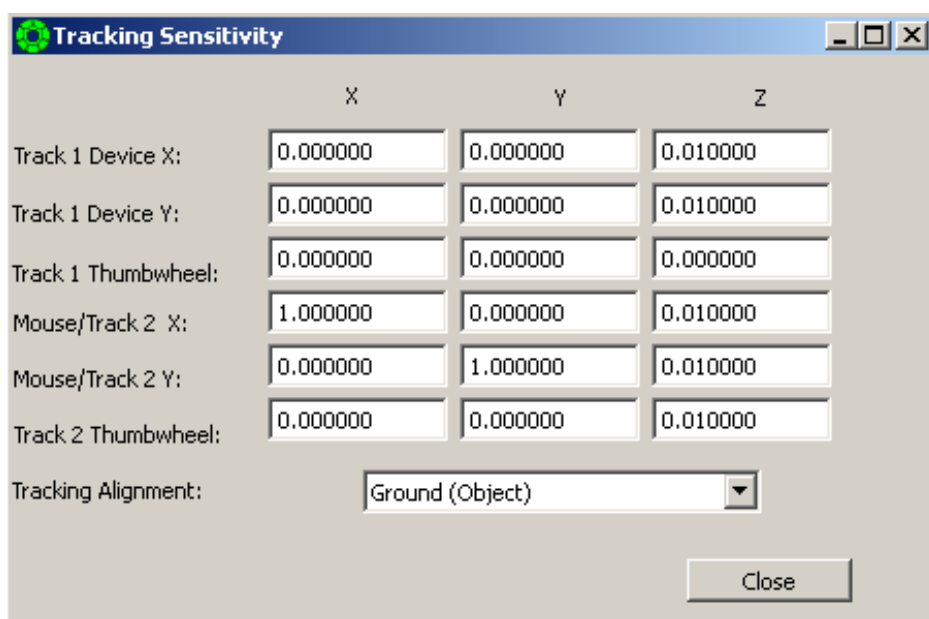 Tracking Sensitivity
X Y Z
Track 1 Device X: 0.000000 0.000000 0.010000
Track 1 Device Y: 0.000000 0.000000 0.010000
Track 1 Thumbwheel: 0.000000 0.000000 0.000000
Mouse/Track 2 X: 1.000000 0.000000 0.010000
Mouse/Track 2 Y: 0.000000 1.000000 0.010000
Track 2 Thumbwheel: 0.000000 0.000000 0.010000
Tracking Alignment: Ground (Object)
Close